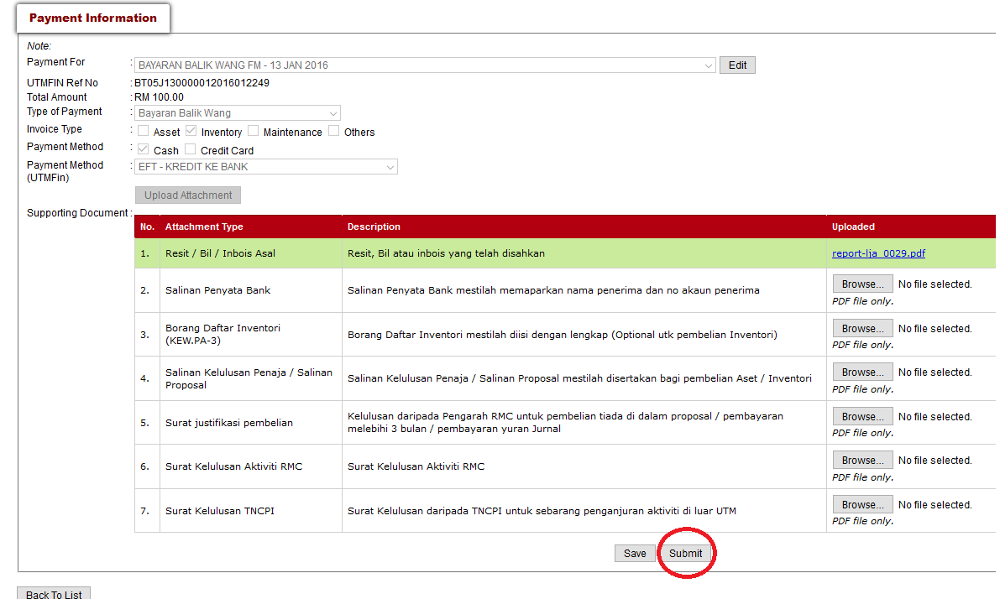 Payment Information
Note:
Payment For : BAYARAN BALIK WANG FM - 13 JAN 2016 Edit
UTMFIN Ref No : BT05J130000012016012249
Total Amount : RM 100.00
Type of Payment : Bayaran Balik Wang
Invoice Type : Asset Inventory Maintenance Others
Payment Method : Cash Credit Card
Payment Method : EFT - KREDIT KE BANK
(UTMFin)
Upload Attachment
Supporting Document :
No. Attachment Type Description Uploaded
1. Resit / Bil / Inbois Asal Resit, Bil atau inbois yang telah disahkan report-lja_0029.pdf
2. Salinan Penyata Bank Salinan Penyata Bank mestilah memaparkan nama penerima dan no akaun penerima Browse... No file selected.
PDF file only.
3. Borang Daftar Inventori
(KEW.PA-3) Borang Daftar Inventori mestilah diisi dengan lengkap (Optional utk pembelian Inventori) Browse... No file selected.
PDF file only.
4. Salinan Kelulusan Penaja / Salinan
Proposal Salinan Kelulusan Penaja / Salinan Proposal mestilah disertakan bagi pembelian Aset / Inventori Browse... No file selected.
PDF file only.
5. Surat justifikasi pembelian Kelulusan daripada Pengarah RMC untuk pembelian tiada di dalam proposal / pembayaran
melebihi 3 bulan / pembayaran yuran Jurnal Browse... No file selected.
PDF file only.
6. Surat Kelulusan Aktiviti RMC Surat Kelulusan Aktiviti RMC Browse... No file selected.
PDF file only.
7. Surat Kelulusan TNCPI Surat Kelulusan daripada TNCPI untuk sebarang penganjuran aktiviti di luar UTM Browse... No file selected.
PDF file only.
Save Submit
Back To List